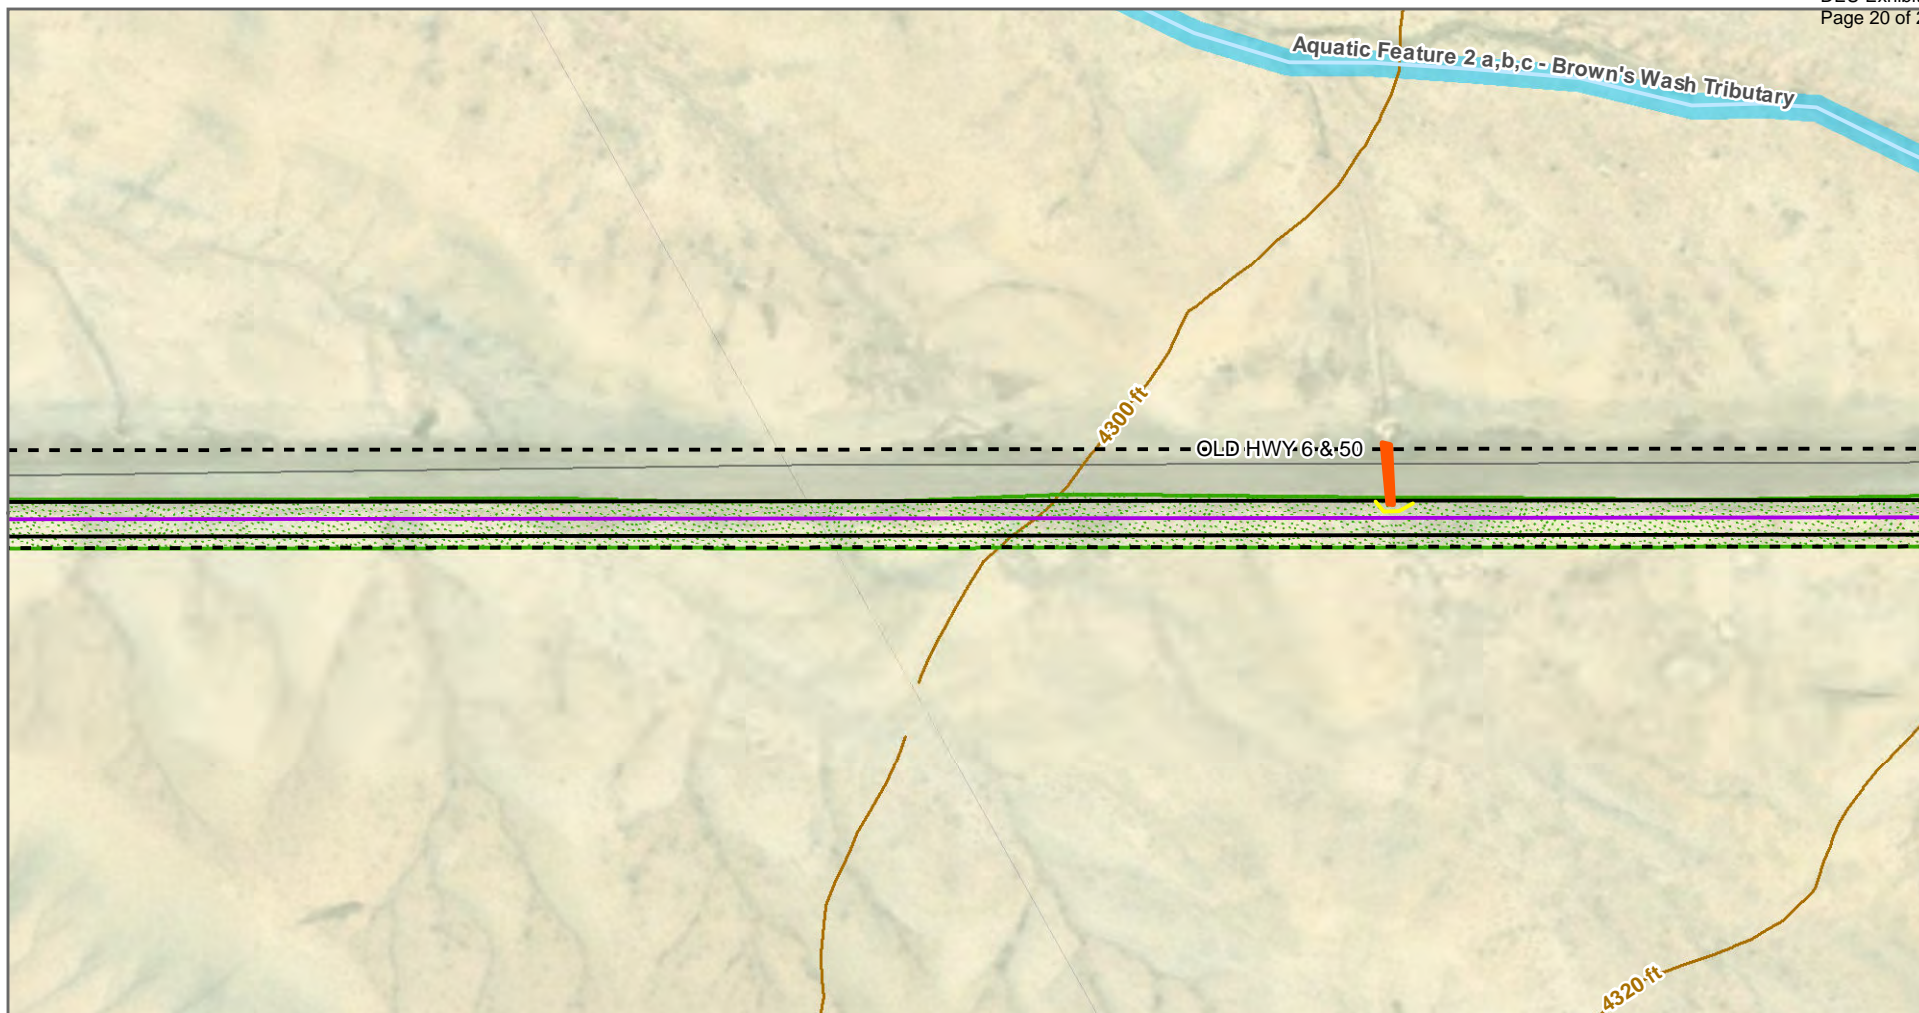 Page 20 of
Aquatic Feature 2 a,b,c - Brown's Wash Tributary
4300 ft
OLD HWY 6 & 50
4320 ft